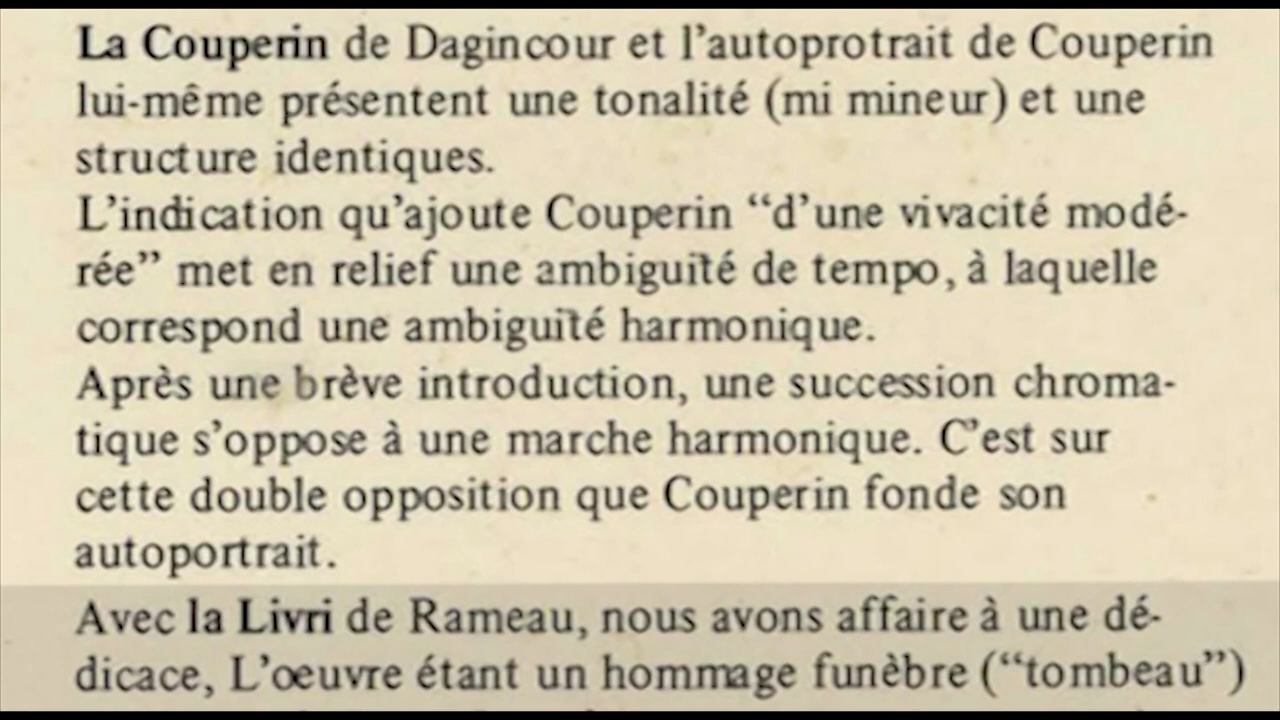 La Couperin de Dagincour et l'autoprotrait de Couperin
lui-même présentent une tonalité (mi mineur) et une
structure identiques.
L'indication qu'ajoute Couperin “d'une vivacité modé-
rée” met en relief une ambiguïté de tempo, à laquelle
correspond une ambiguïté harmonique.
Après une brève introduction, une succession chroma-
tique s'oppose à une marche harmonique. C'est sur
cette double opposition que Couperin fonde son
autoportrait.
Avec la Livri de Rameau, nous avons affaire à une dé-
dicace, L'œuvre étant un hommage funèbre (“tombeau”)